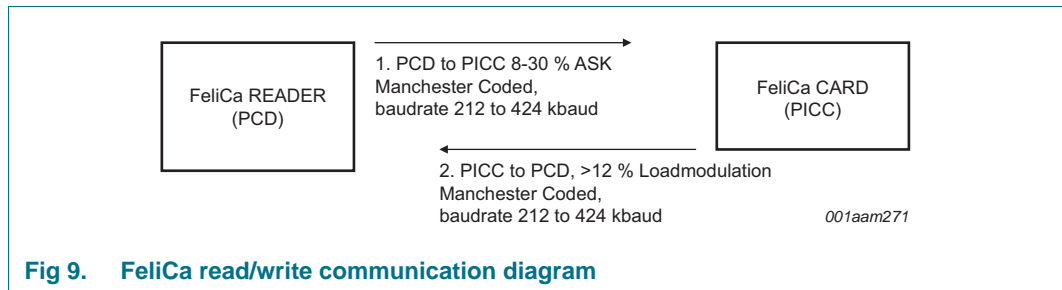 FeliCa READER
(PCD)
1. PCD to PICC 8-30 % ASK
Manchester Coded,
baudrate 212 to 424 kbaud
FeliCa CARD
(PICC)
2. PICC to PCD, >12 % Loadmodulation
Manchester Coded,
baudrate 212 to 424 kbaud
001aam271
Fig 9. FeliCa read/write communication diagram